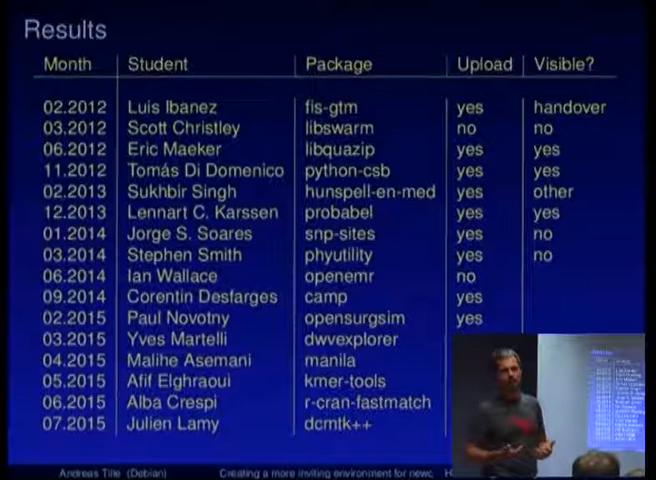 Results
Month Student Package Upload Visible?
02.2012 Luis Ibanez fis-gtm yes handover
03.2012 Scott Christley libswarm no no
06.2012 Eric Maeker libquazip yes yes
11.2012 Tomás Di Domenico python-csb yes yes
02.2013 Sukhbir Singh hunspell-en-med yes other
12.2013 Lennart C. Karssen probabel yes yes
01.2014 Jorge S. Soares snp-sites yes no
03.2014 Stephen Smith phyutility yes no
06.2014 Ian Wallace openemr no
09.2014 Corentin Desfarges camp yes
02.2015 Paul Novotny opensurgsim yes
03.2015 Yves Martelli dwvexplorer
04.2015 Malihe Asemani manila
05.2015 Afif Elghraoui kmer-tools
06.2015 Alba Crespi r-cran-fastmatch
07.2015 Julien Lamy dcmtk++
Andreas Tille (Debian) Creating a more inviting environment for newc H